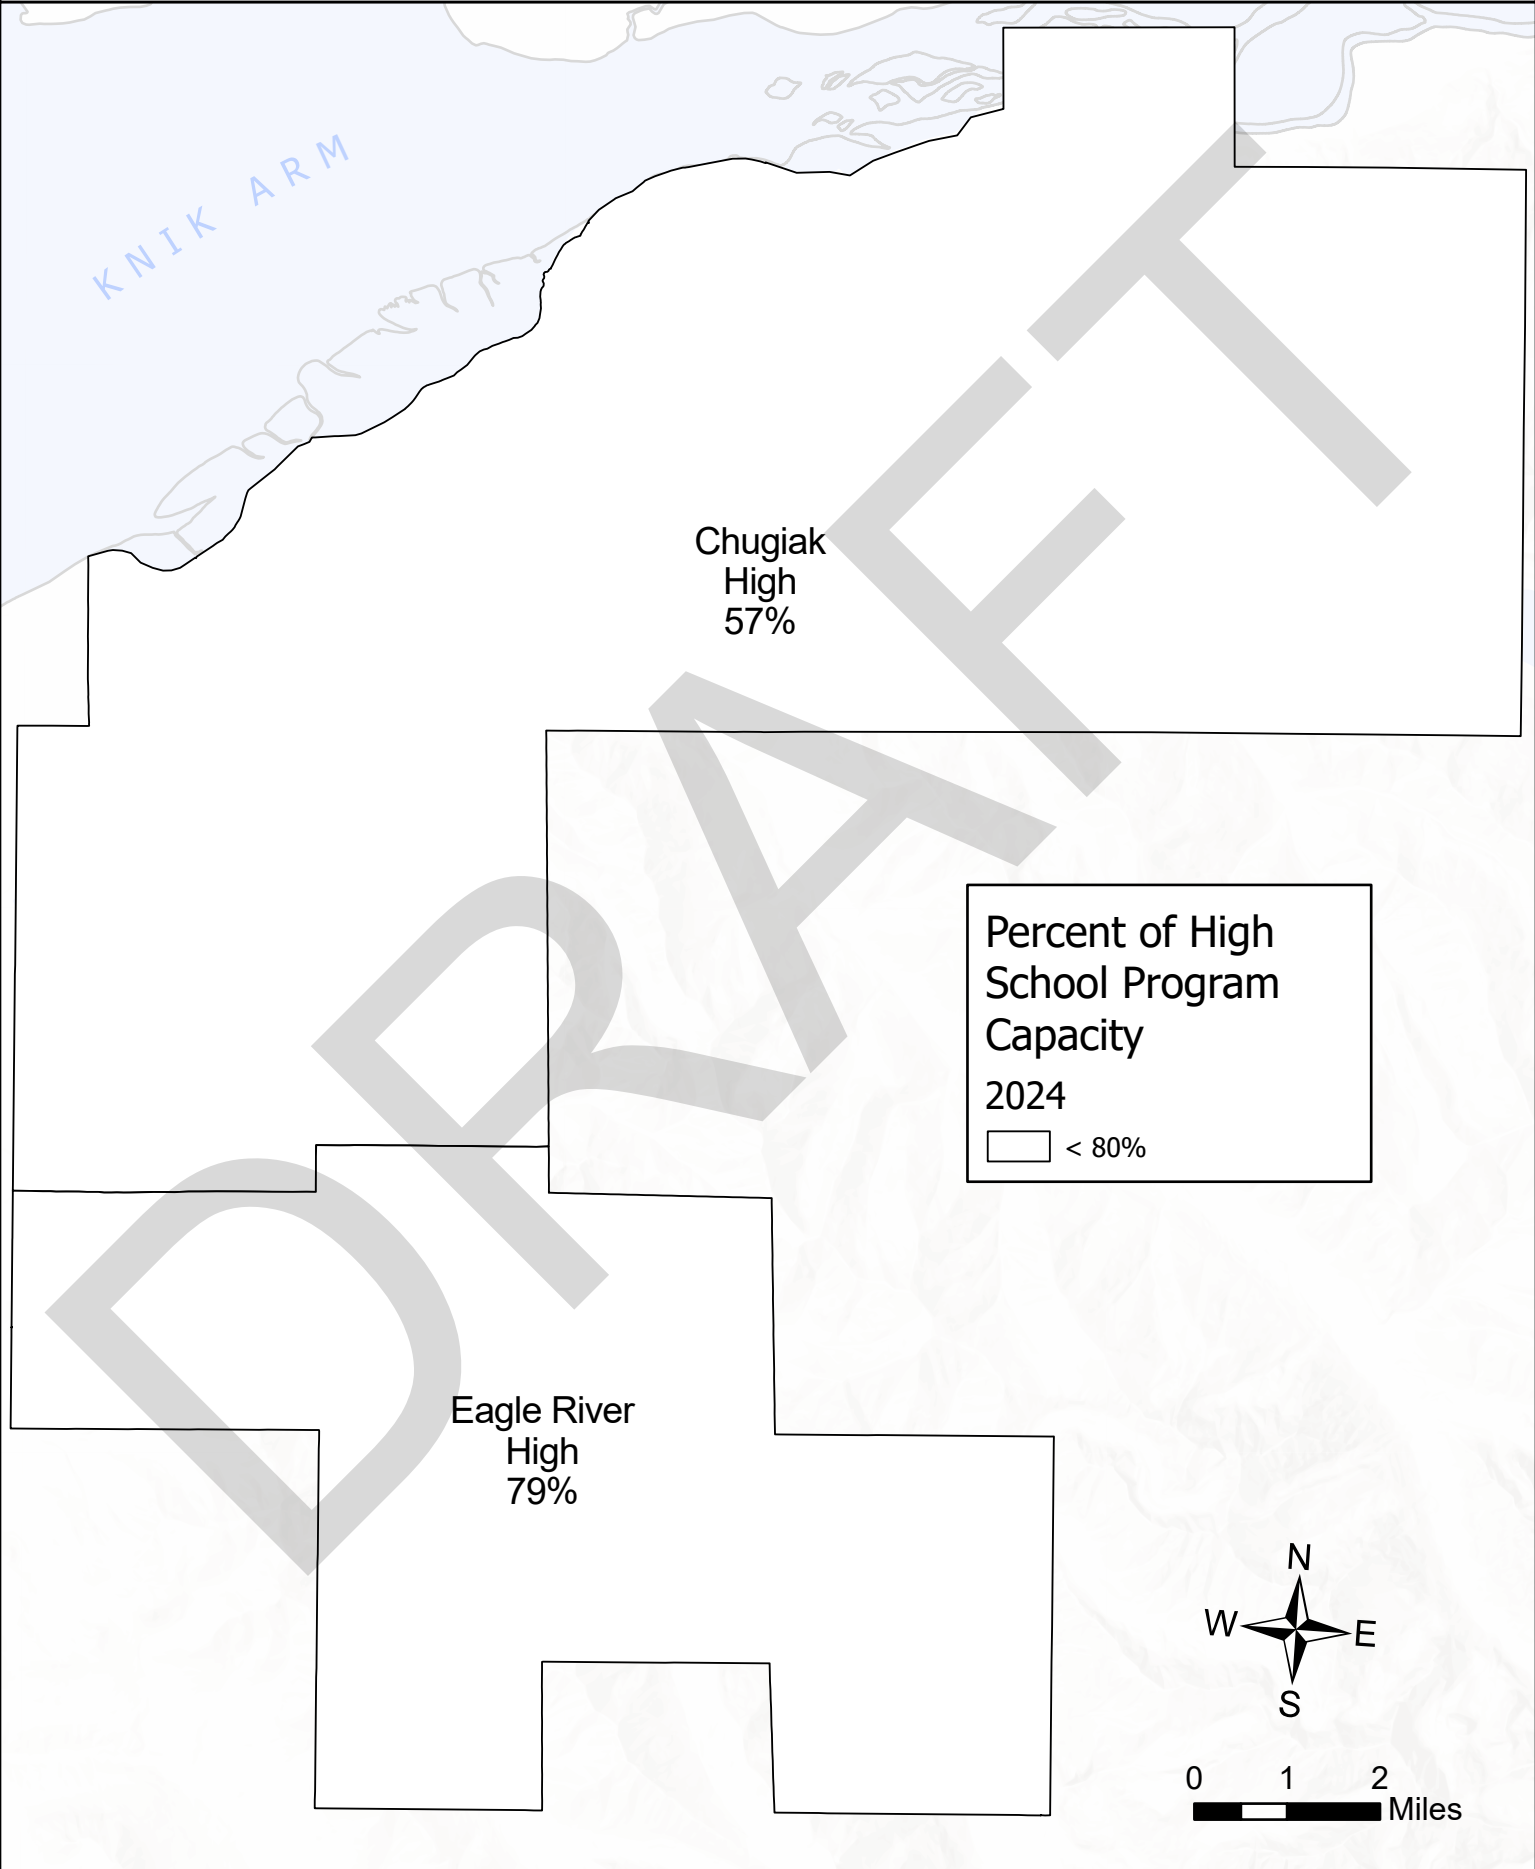 KNIK ARM
Chugiak
High
57%
DRAFT
Percent of High
School Program
Capacity
2024
< 80%
Eagle River
High
79%
N
W
E
S
0 1 2
Miles